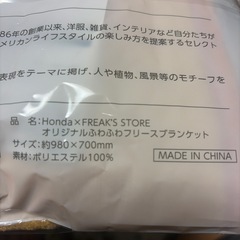 86年の創業以来、洋服、雑貨、インテリアなど自分たちが
メリカンライフスタイルの楽しみ方を提案するセレクト
表現をテーマに掲げ、人や植物、風景等のモチーフを
品名:Honda×FREAK'S STORE
オリジナルふわふわフリースブランケット
サイズ:約980×700mm
素材:ポリエステル100%
MADE IN CHINA